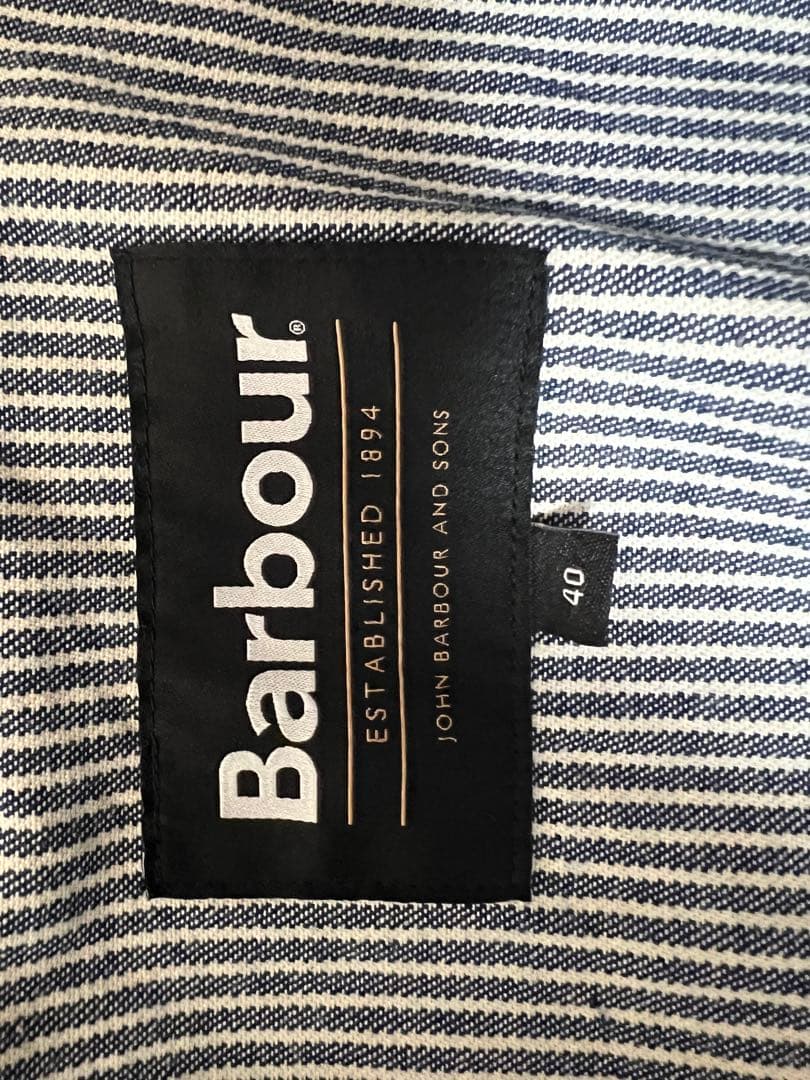 Barbour®
ESTABLISHED 1894
JOHN BARBOUR AND SONS
40